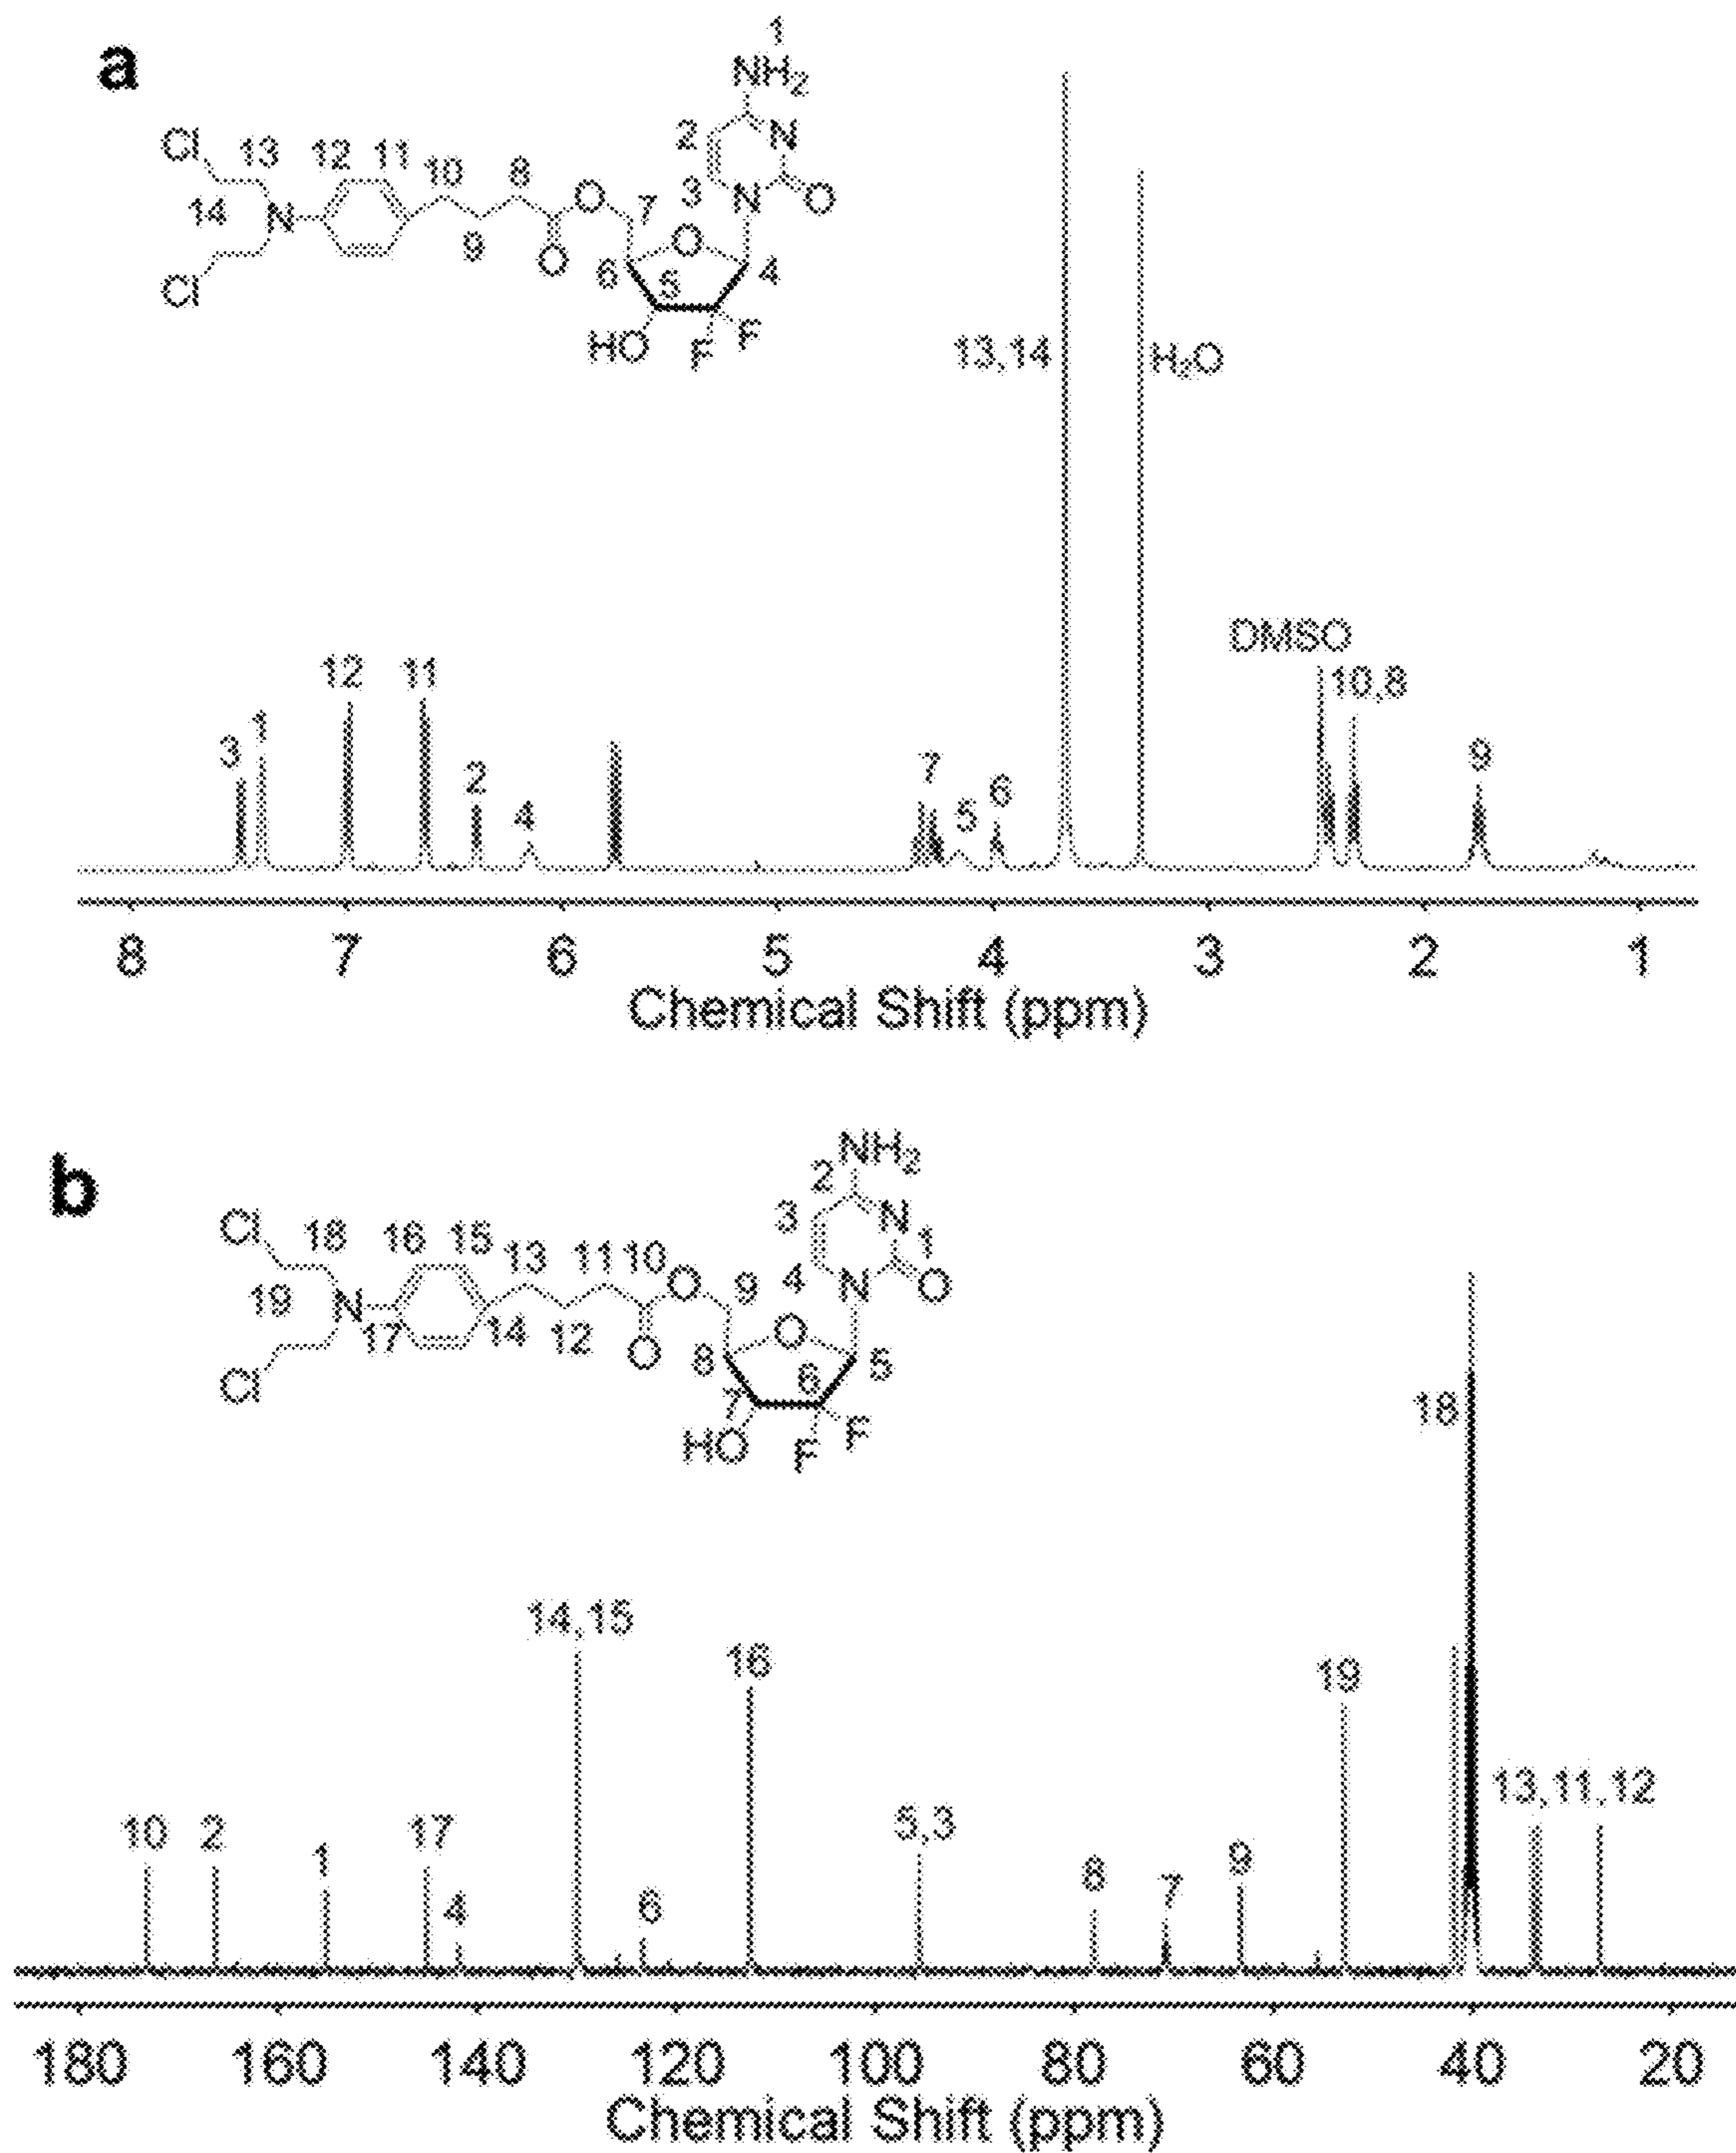 a
1
NH2
Cl 13 12 11 10 8 O 2 N
14 N 9 O 7 3 N O
Cl 6 5 O 4
HO F F
13,14 H2O
DMSO
10,8
3 1 12 11 2 4 7 5 6 9
8 7 6 5 4 3 2 1
Chemical Shift (ppm)
b
NH2
2
Cl 18 16 15 13 11 10 O 3 N 1
19 N 17 14 12 O 9 4 N O
Cl 8 O 6 5
7
HO F F
18
14,15
16 19
13,11,12
10 2 1 17 4 6 5,3 8 7 9
180 160 140 120 100 80 60 40 20
Chemical Shift (ppm)